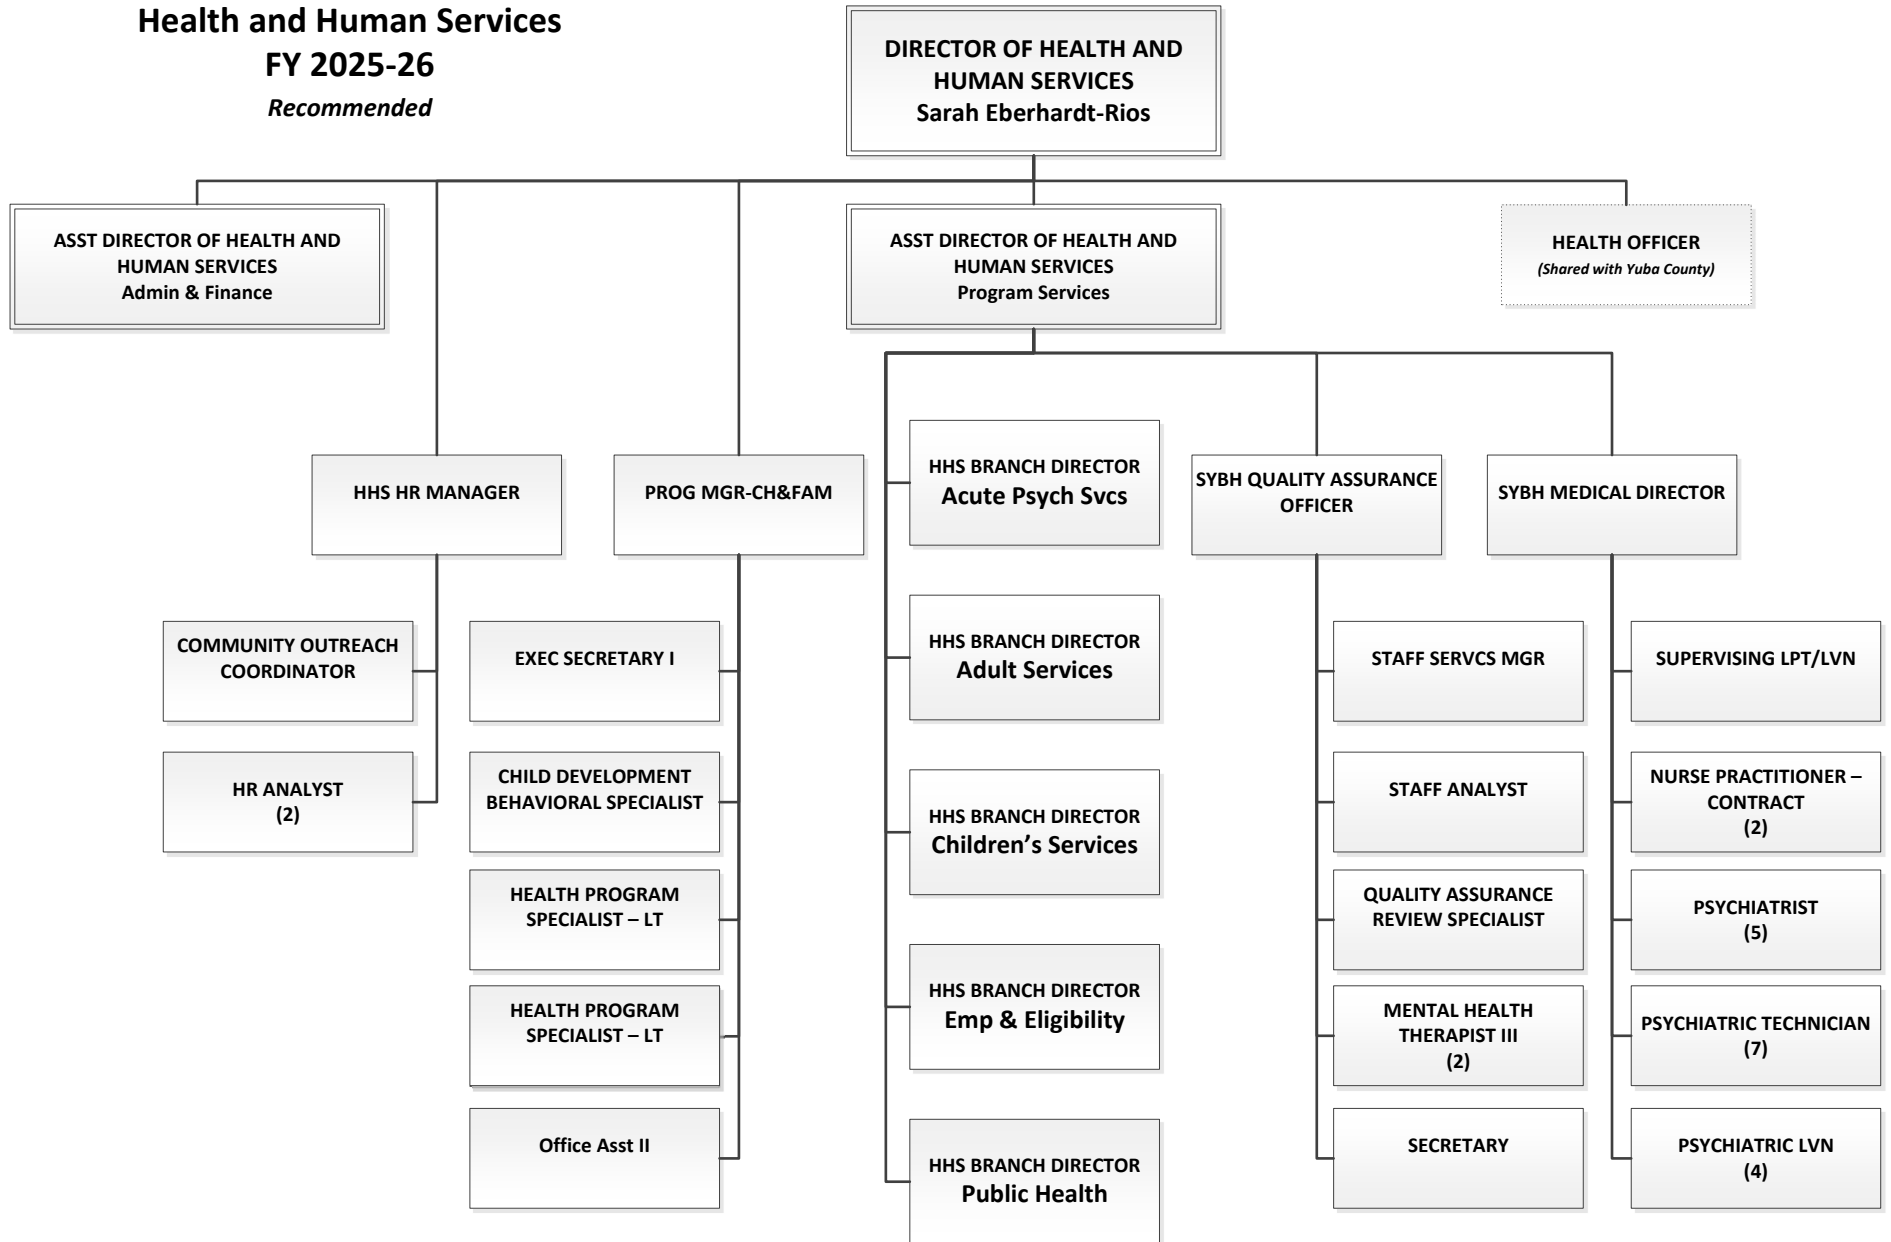 Health and Human Services
FY 2025-26
Recommended
DIRECTOR OF HEALTH AND
HUMAN SERVICES
Sarah Eberhardt-Rios
ASST DIRECTOR OF HEALTH AND
HUMAN SERVICES
Admin & Finance
ASST DIRECTOR OF HEALTH AND
HUMAN SERVICES
Program Services
HEALTH OFFICER
(Shared with Yuba County)
HHS HR MANAGER
PROG MGR-CH&FAM
HHS BRANCH DIRECTOR
Acute Psych Svcs
SYBH QUALITY ASSURANCE
OFFICER
SYBH MEDICAL DIRECTOR
COMMUNITY OUTREACH
COORDINATOR
HR ANALYST
(2)
EXEC SECRETARY I
CHILD DEVELOPMENT
BEHAVIORAL SPECIALIST
HEALTH PROGRAM
SPECIALIST – LT
HEALTH PROGRAM
SPECIALIST – LT
Office Asst II
HHS BRANCH DIRECTOR
Adult Services
HHS BRANCH DIRECTOR
Children’s Services
HHS BRANCH DIRECTOR
Emp & Eligibility
HHS BRANCH DIRECTOR
Public Health
STAFF SERVCS MGR
STAFF ANALYST
QUALITY ASSURANCE
REVIEW SPECIALIST
MENTAL HEALTH
THERAPIST III
(2)
SECRETARY
SUPERVISING LPT/LVN
NURSE PRACTITIONER –
CONTRACT
(2)
PSYCHIATRIST
(5)
PSYCHIATRIC TECHNICIAN
(7)
PSYCHIATRIC LVN
(4)